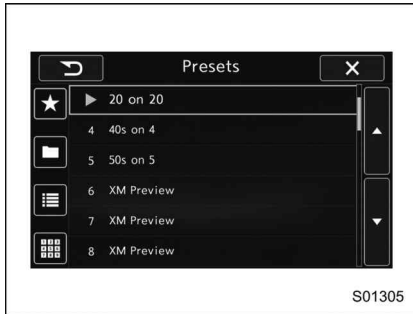 Presets
20 on 20
4 40s on 4
5 50s on 5
6 XM Preview
7 XM Preview
8 XM Preview
S01305